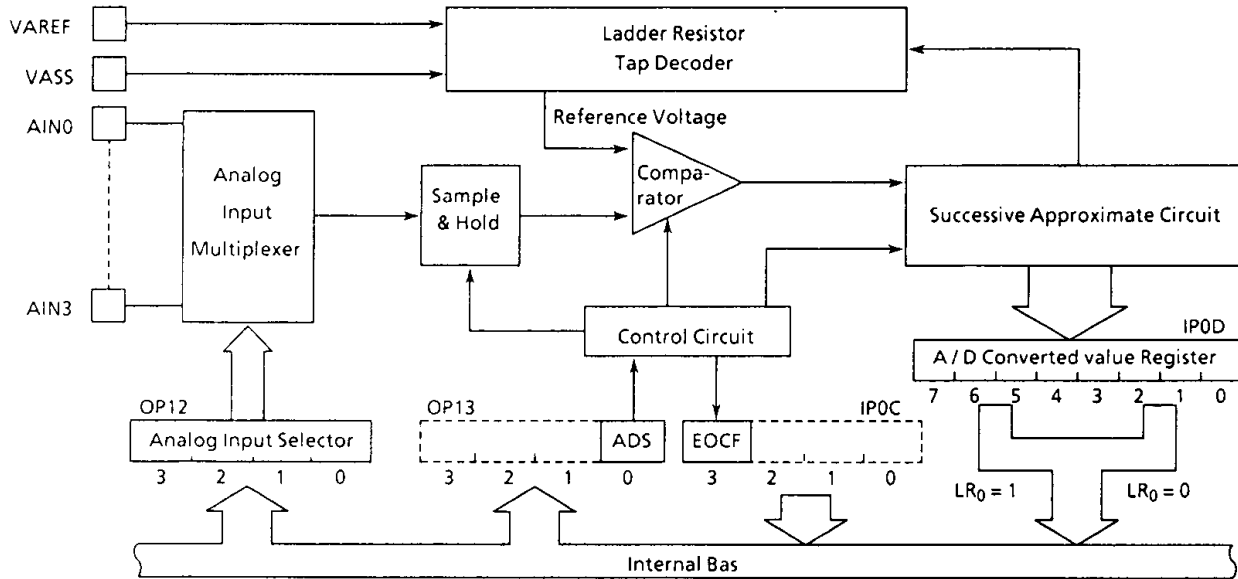 VAREF
Ladder Resistor
Tap Decoder
VASS
AIN0
Reference Voltage
Analog
Input
Multiplexer
Sample
& Hold
Compa-
rator
Successive Approximate Circuit
AIN3
Control Circuit
IP0D
A / D Converted value Register
7 6 5 4 3 2 1 0
OP12
Analog Input Selector
3 2 1 0
OP13
ADS
3 2 1 0
IP0C
EOCF
3 2 1 0
LR0 = 1
LR0 = 0
Internal Bas